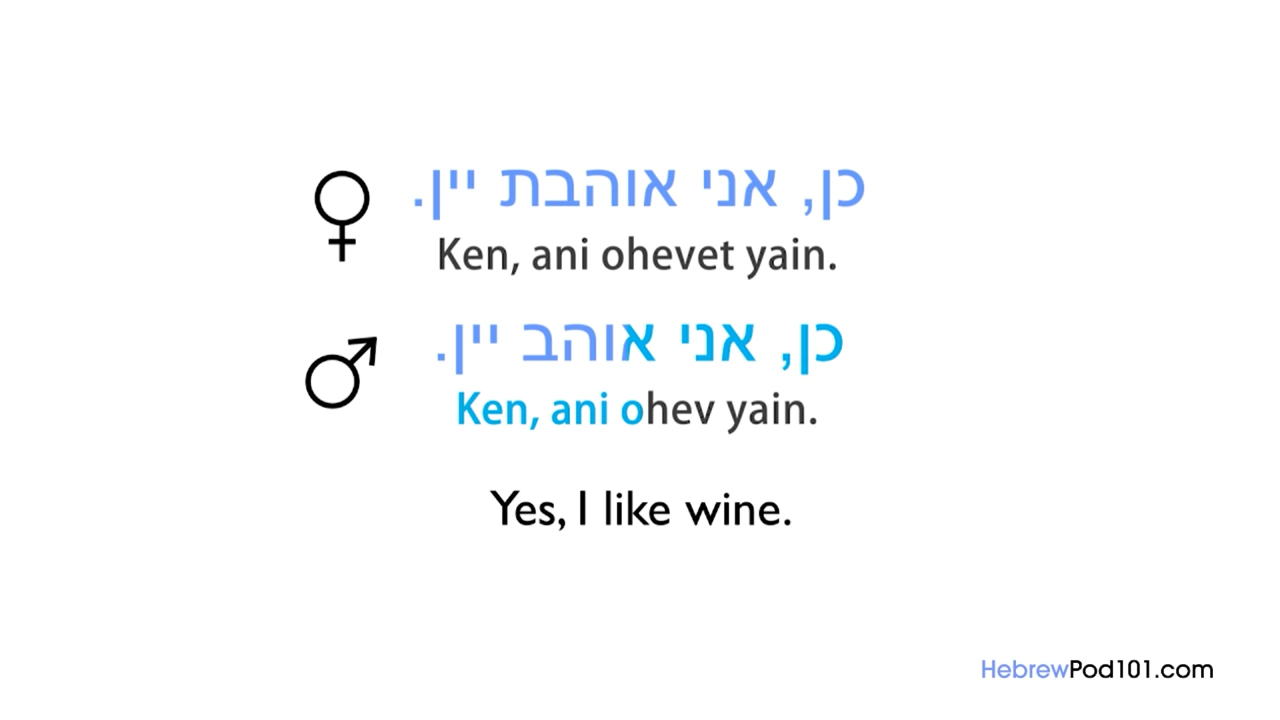 כן, אני אוהבת יין.
Ken, ani ohevet yain.
כן, אני אוהב יין.
Ken, ani ohev yain.
Yes, I like wine.
HebrewPod101.com